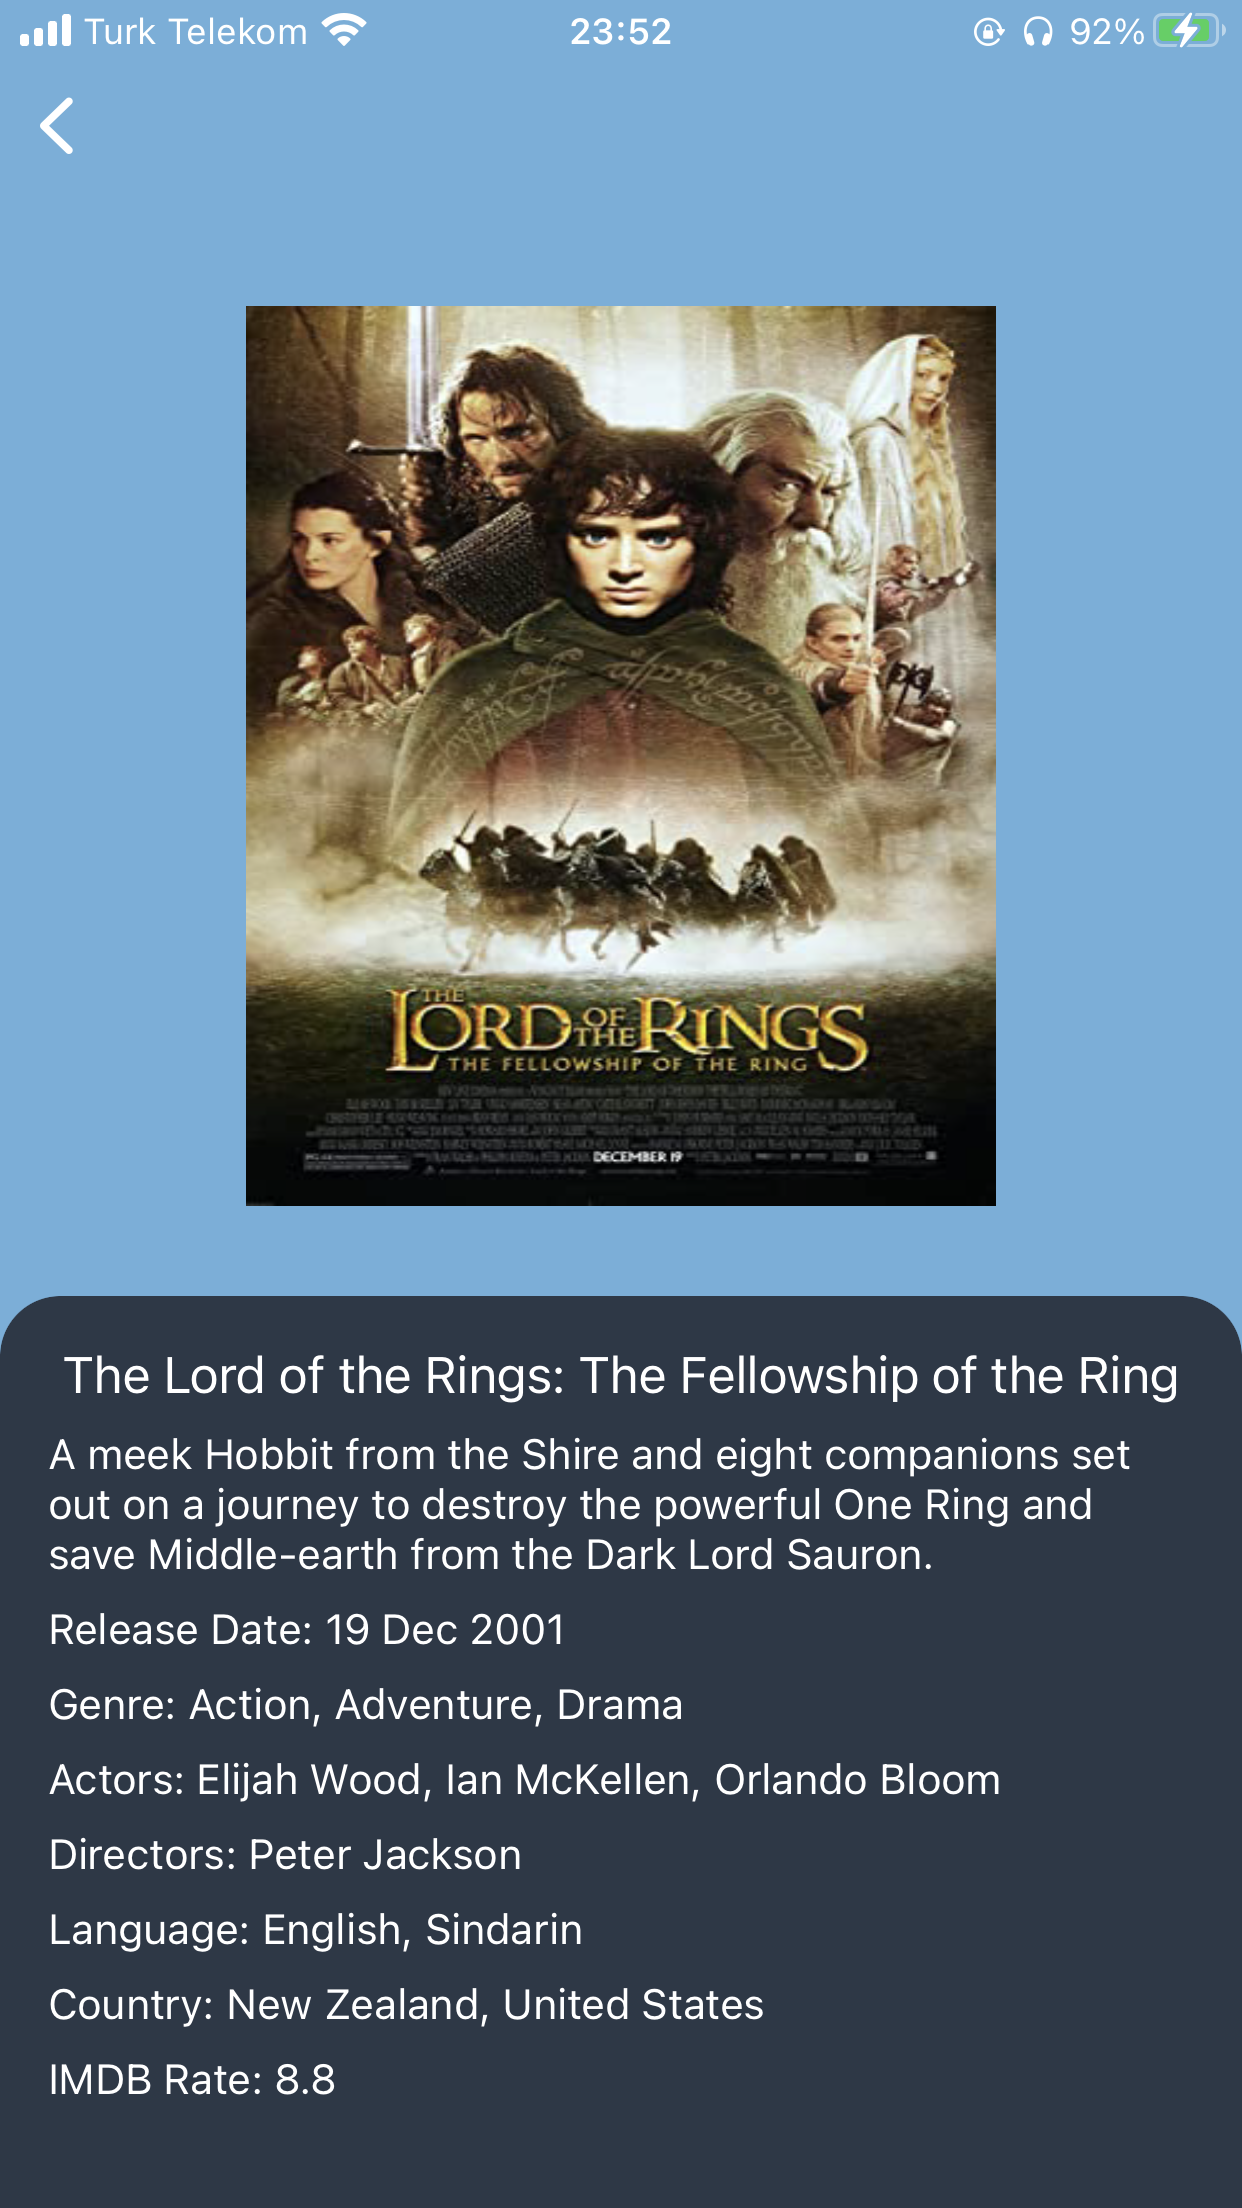 Turk Telekom 23:52 92%
THE
LORD OF THE RINGS
THE FELLOWSHIP OF THE RING
DECEMBER 19
The Lord of the Rings: The Fellowship of the Ring
A meek Hobbit from the Shire and eight companions set
out on a journey to destroy the powerful One Ring and
save Middle-earth from the Dark Lord Sauron.
Release Date: 19 Dec 2001
Genre: Action, Adventure, Drama
Actors: Elijah Wood, Ian McKellen, Orlando Bloom
Directors: Peter Jackson
Language: English, Sindarin
Country: New Zealand, United States
IMDB Rate: 8.8